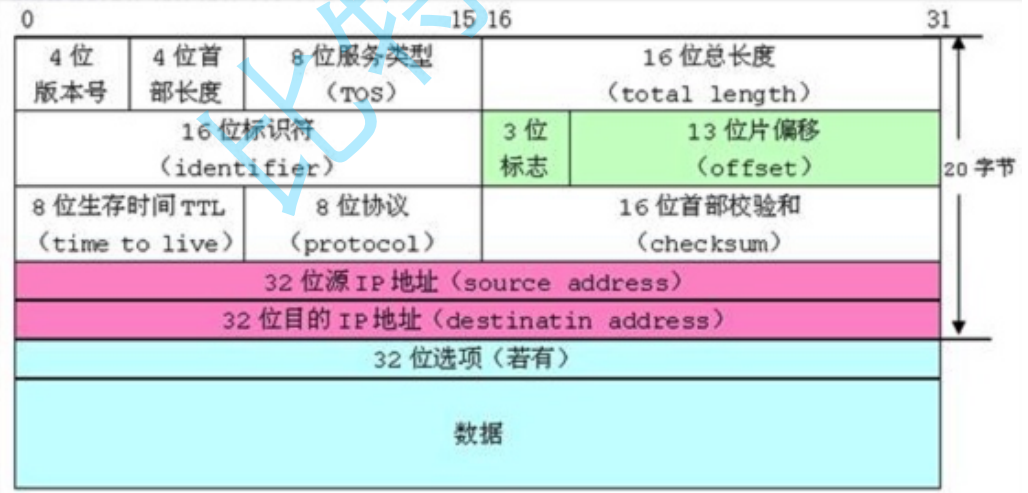 0 15 16 31
4位 4位首 8位服务类型 16位总长度
版本号 部长度 （TOS） （total length）
16位标识符 3位 13位片偏移
（identifier） 标志 （offset）
20字节
8位生存时间TTL 8位协议 16位首部校验和
（time to live） （protocol） （checksum）
32位源IP地址（source address）
32位目的IP地址（destinatin address）
32位选项（若有）
数据
比特